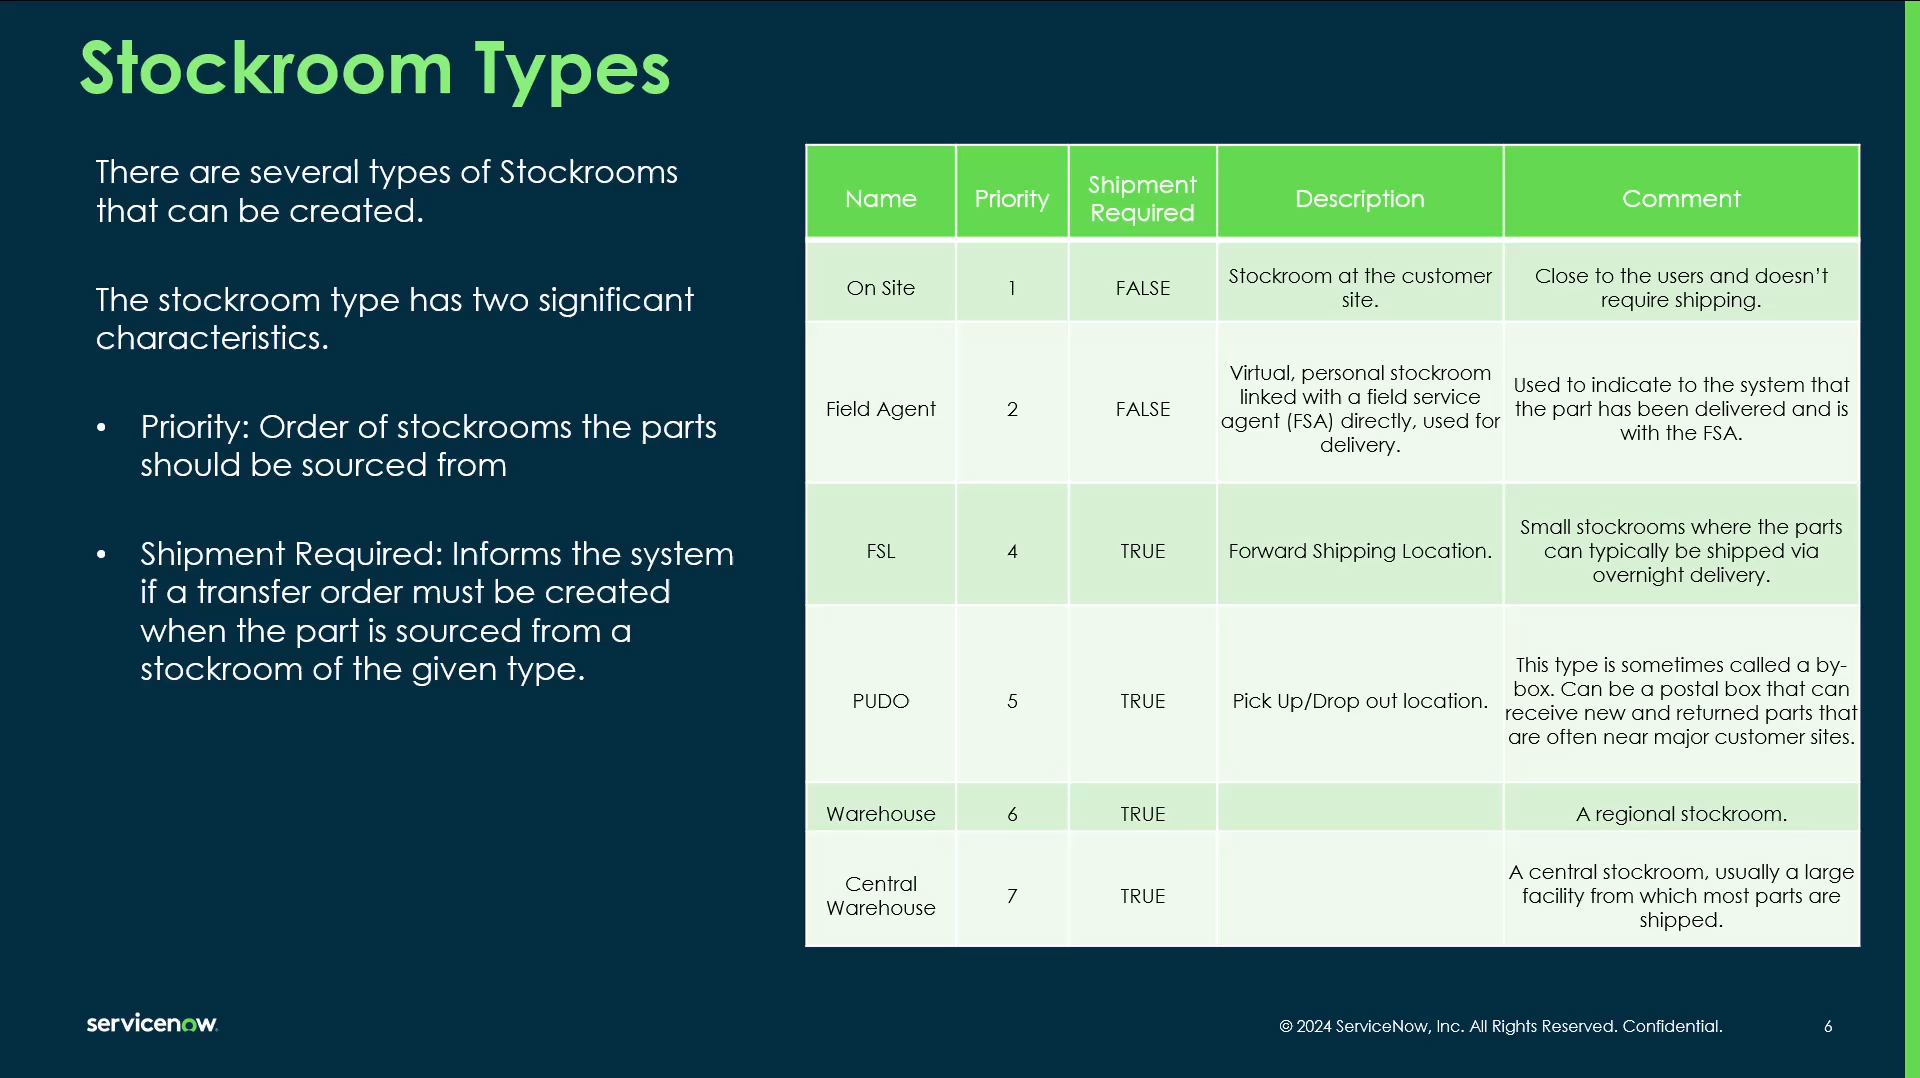 Stockroom Types
There are several types of Stockrooms
that can be created.
The stockroom type has two significant
characteristics.
• Priority: Order of stockrooms the parts
should be sourced from
• Shipment Required: Informs the system
if a transfer order must be created
when the part is sourced from a
stockroom of the given type.
Name
Priority
Shipment
Required
Description
Comment
On Site
1
FALSE
Stockroom at the customer
site.
Close to the users and doesn’t
require shipping.
Field Agent
2
FALSE
Virtual, personal stockroom
linked with a field service
agent (FSA) directly, used for
delivery.
Used to indicate to the system that
the part has been delivered and is
with the FSA.
FSL
4
TRUE
Forward Shipping Location.
Small stockrooms where the parts
can typically be shipped via
overnight delivery.
PUDO
5
TRUE
Pick Up/Drop out location.
This type is sometimes called a by-
box. Can be a postal box that can
receive new and returned parts that
are often near major customer sites.
Warehouse
6
TRUE
A regional stockroom.
Central
Warehouse
7
TRUE
A central stockroom, usually a large
facility from which most parts are
shipped.
servicenow
© 2024 ServiceNow, Inc. All Rights Reserved. Confidential.
6